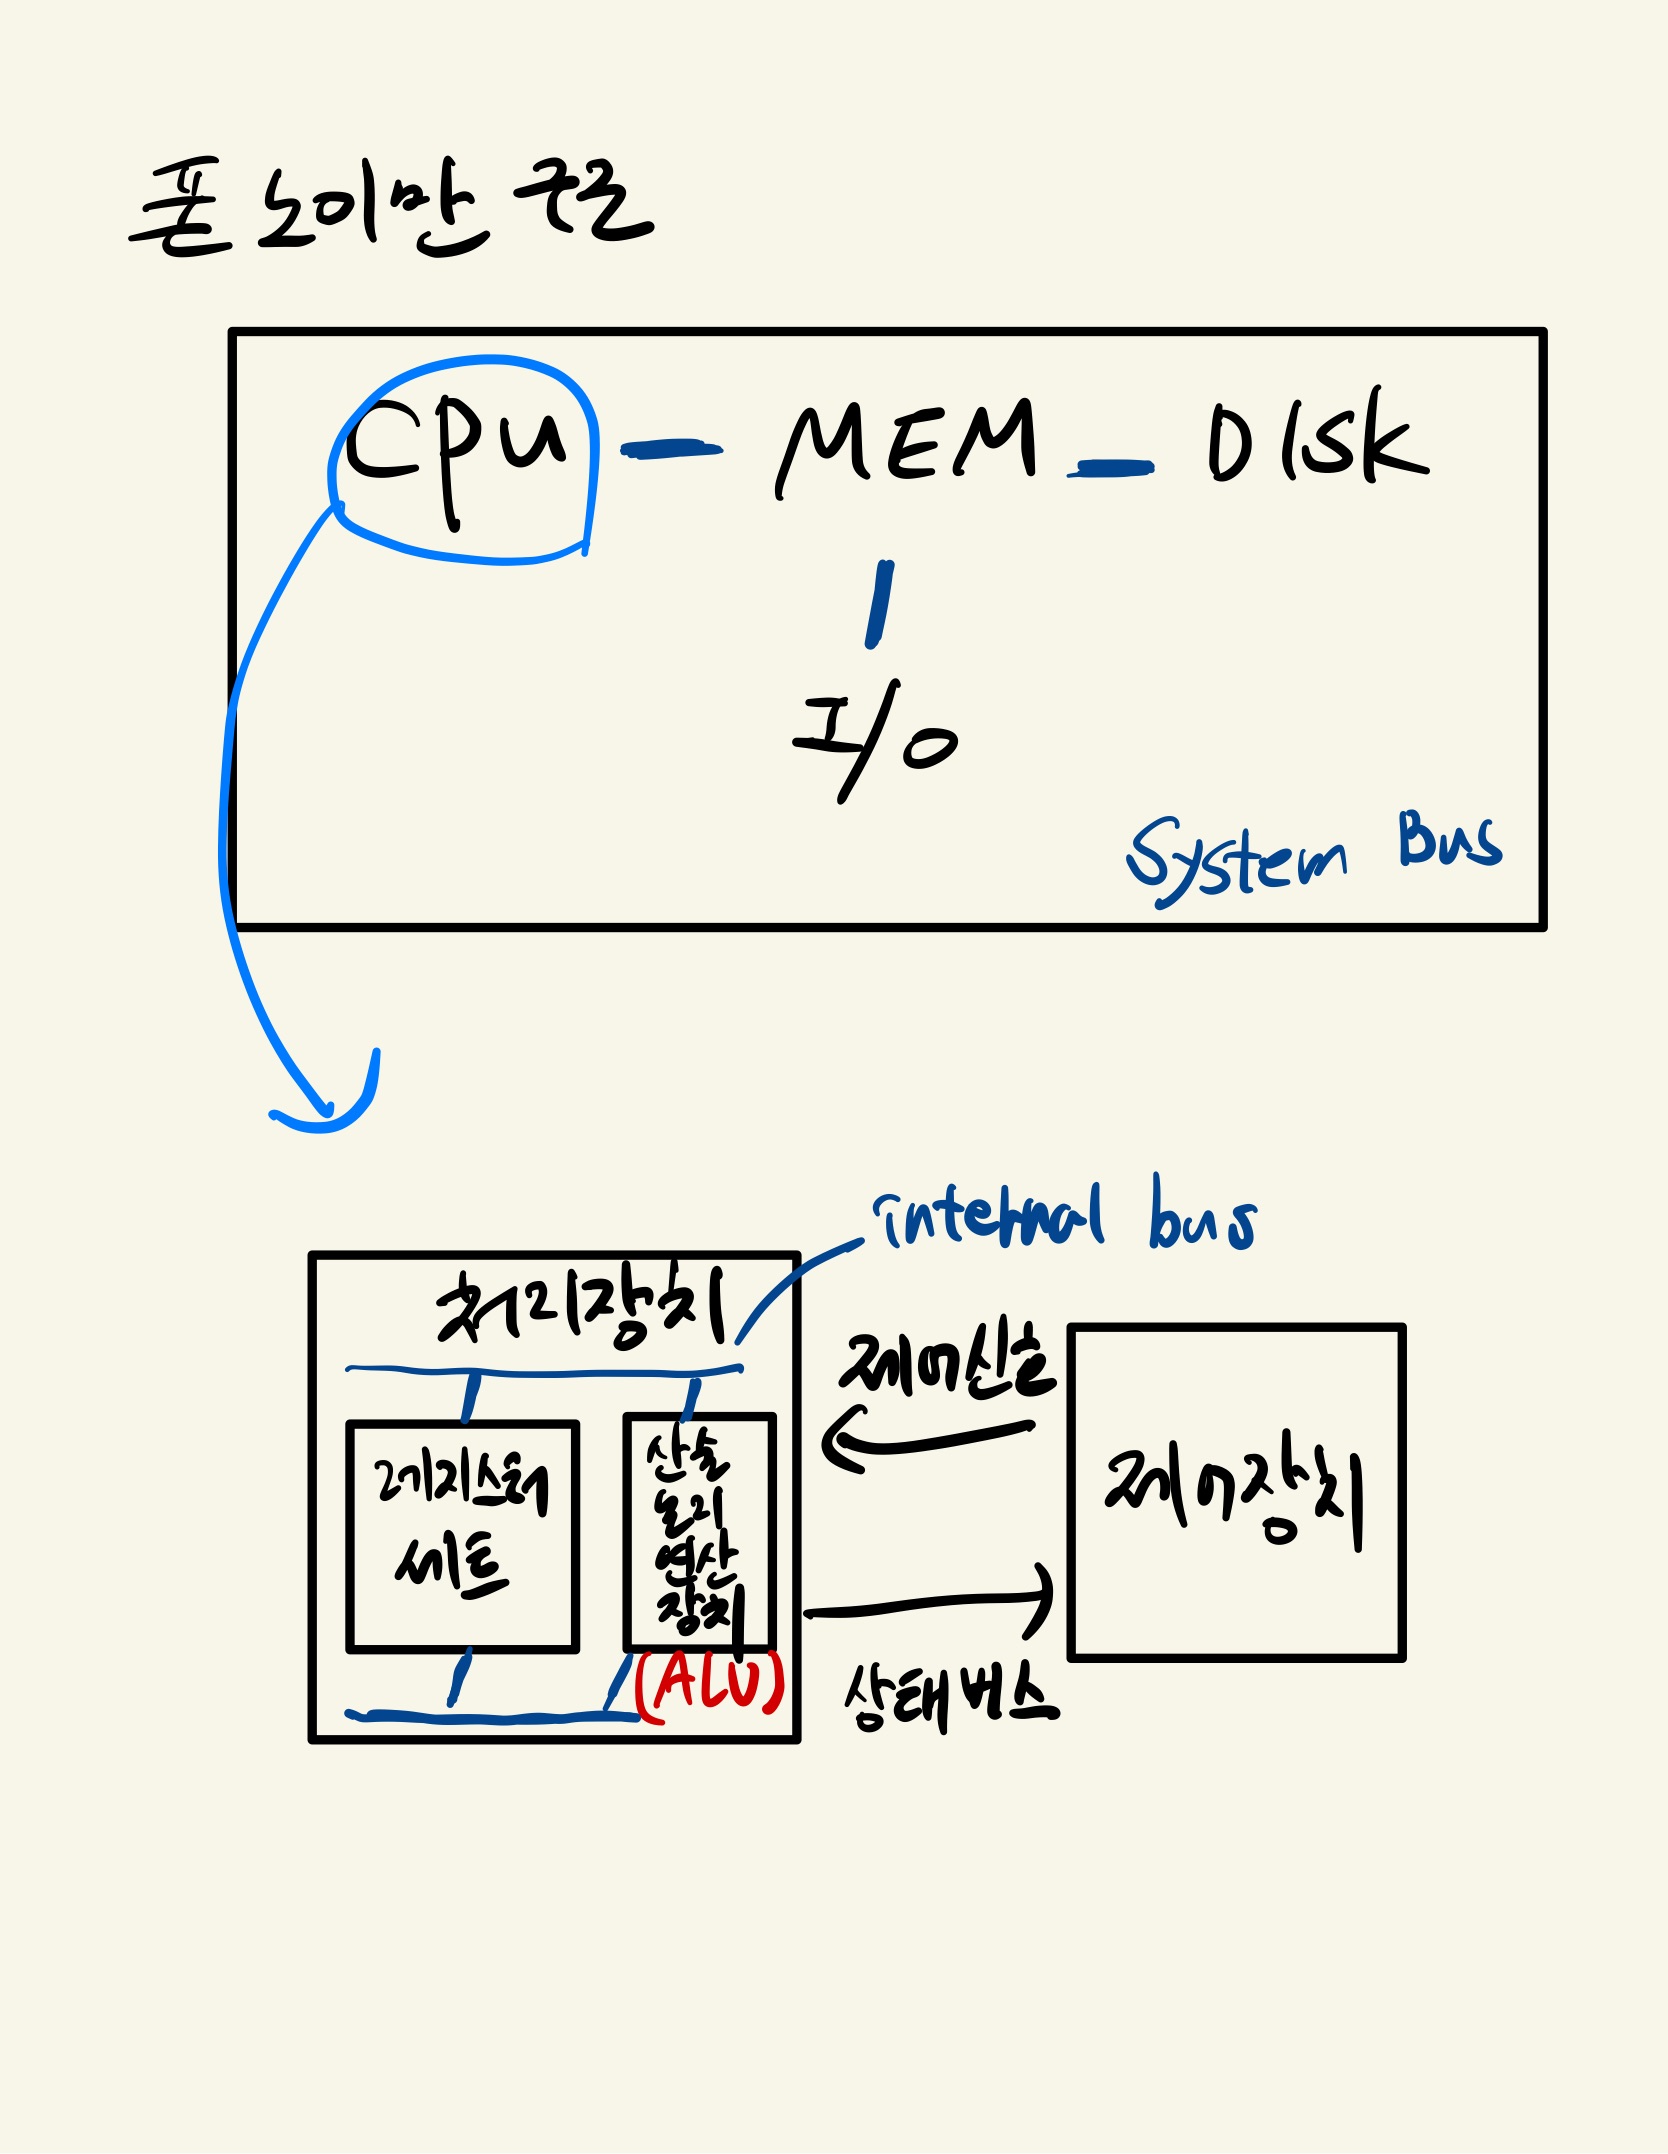 폰 노이만 구조
CPU MEM DISK
I/O
System Bus
internal bus
처리장치
제어신호
레지스터
세트
산술
논리
연산
장치
(ALU)
제어장치
상태버스